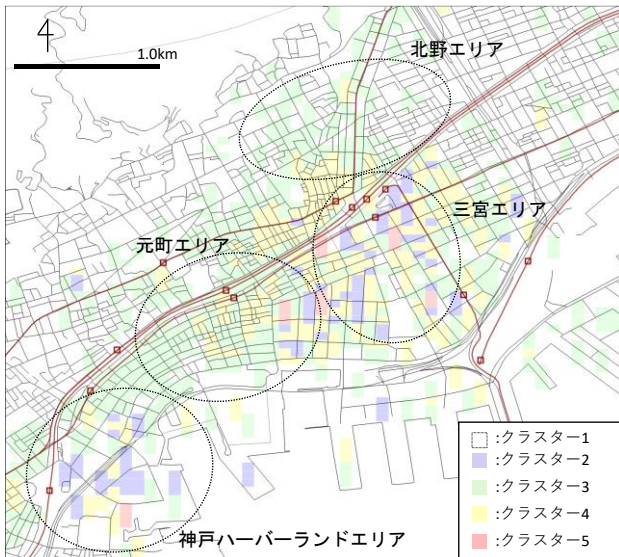 北野エリア
1.0km
三宮エリア
元町エリア
:クラスター1
:クラスター2
:クラスター3
:クラスター4
:クラスター5
神戸ハーバーランドエリア